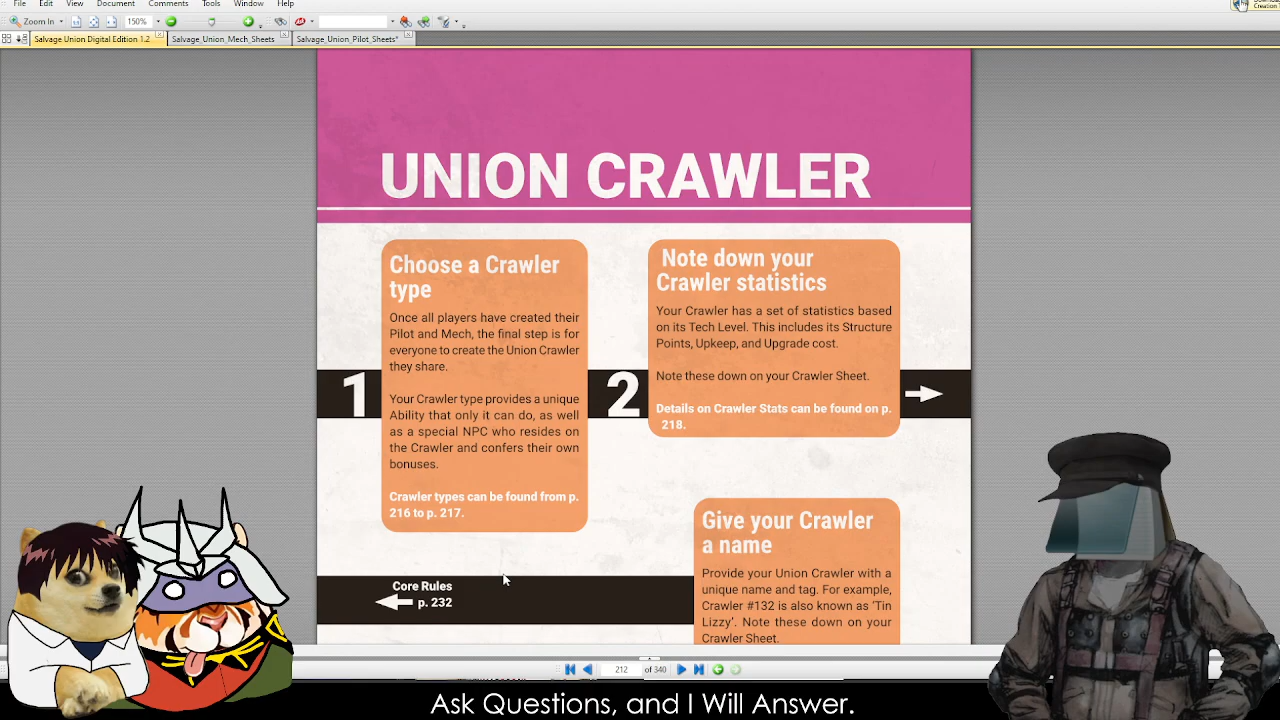 File Edit View Document Comments Tools Window Help
Zoom In 150%
Creation
Salvage Union Digital Edition 1.2 Salvage_Union_Mech_Sheets Salvage_Union_Pilot_Sheets*
UNION CRAWLER
1
Choose a Crawler
type
Once all players have created their
Pilot and Mech, the final step is for
everyone to create the Union Crawler
they share.
Your Crawler type provides a unique
Ability that only it can do, as well
as a special NPC who resides on
the Crawler and confers their own
bonuses.
Crawler types can be found from p.
216 to p. 217.
2
Note down your
Crawler statistics
Your Crawler has a set of statistics based
on its Tech Level. This includes its Structure
Points, Upkeep, and Upgrade cost.
Note these down on your Crawler Sheet.
Details on Crawler Stats can be found on p.
218.
Give your Crawler
a name
Provide your Union Crawler with a
unique name and tag. For example,
Crawler #132 is also known as ‘Tin
Lizzy’. Note these down on your
Crawler Sheet.
Core Rules
p. 232
212 of 340
Ask Questions, and I Will Answer.